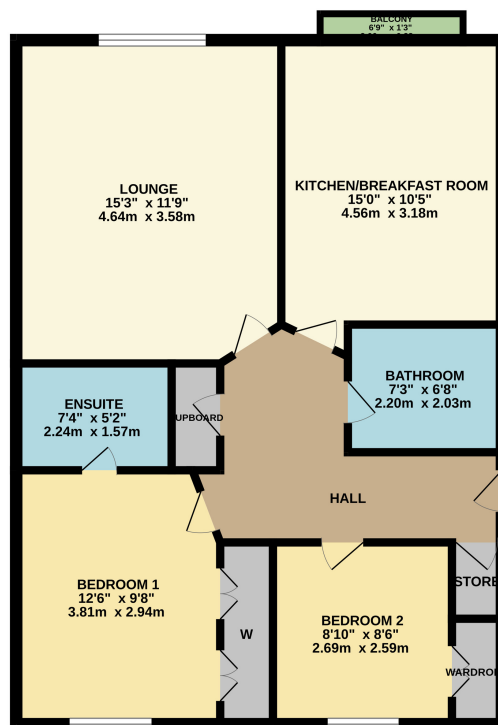 BALCONY
6'9" x 1'3"
LOUNGE
15'3" x 11'9"
4.64m x 3.58m
KITCHEN/BREAKFAST ROOM
15'0" x 10'5"
4.56m x 3.18m
BATHROOM
7'3" x 6'8"
2.20m x 2.03m
ENSUITE
7'4" x 5'2"
2.24m x 1.57m
UPBOARD
HALL
BEDROOM 1
12'6" x 9'8"
3.81m x 2.94m
W
BEDROOM 2
8'10" x 8'6"
2.69m x 2.59m
STORE
WARDROB